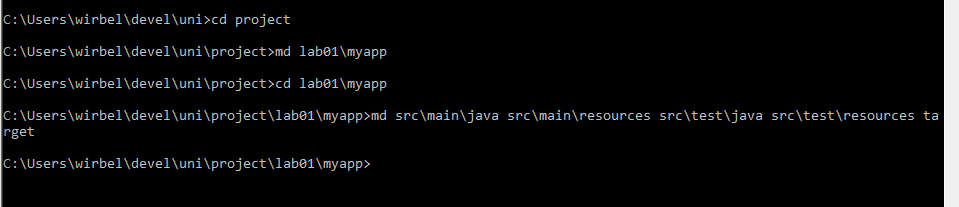 C:\Users\wirbel\devel\uni>cd project
C:\Users\wirbel\devel\uni\project>md lab01\myapp
C:\Users\wirbel\devel\uni\project>cd lab01\myapp
C:\Users\wirbel\devel\uni\project\lab01\myapp>md src\main\java src\main\resources src\test\java src\test\resources ta
rget
C:\Users\wirbel\devel\uni\project\lab01\myapp>